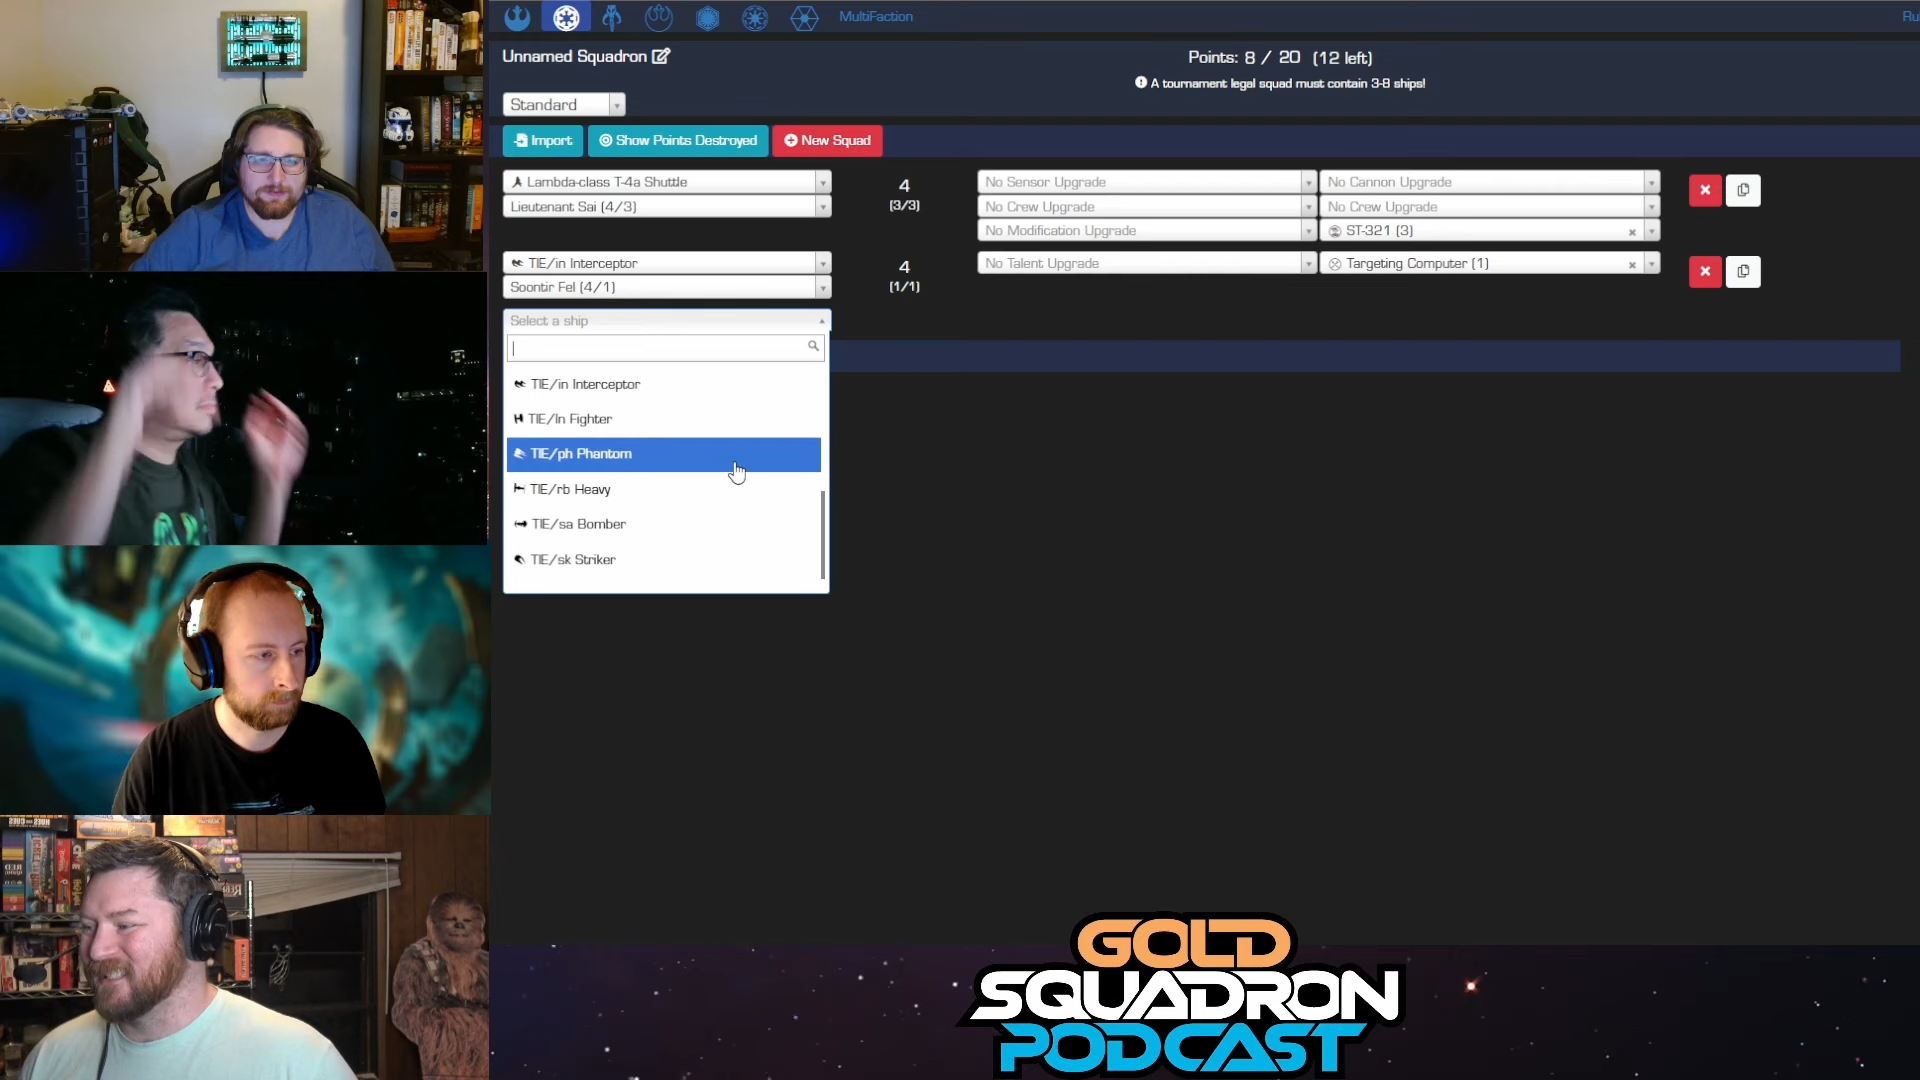 MultiFaction
Ru
Unnamed Squadron
Points: 8 / 20 (12 left)
A tournament legal squad must contain 3-8 ships!
Standard
Import
Show Points Destroyed
New Squad
Lambda-class T-4a Shuttle
4
No Sensor Upgrade
No Cannon Upgrade
Lieutenant Sai (4/3)
(3/3)
No Crew Upgrade
No Crew Upgrade
No Modification Upgrade
ST-321 (3)
TIE/in Interceptor
4
No Talent Upgrade
Targeting Computer (1)
Soontir Fel (4/1)
(1/1)
Select a ship
TIE/in Interceptor
TIE/ln Fighter
TIE/ph Phantom
TIE/rb Heavy
TIE/sa Bomber
TIE/sk Striker
GOLD
SQUADRON
PODCAST